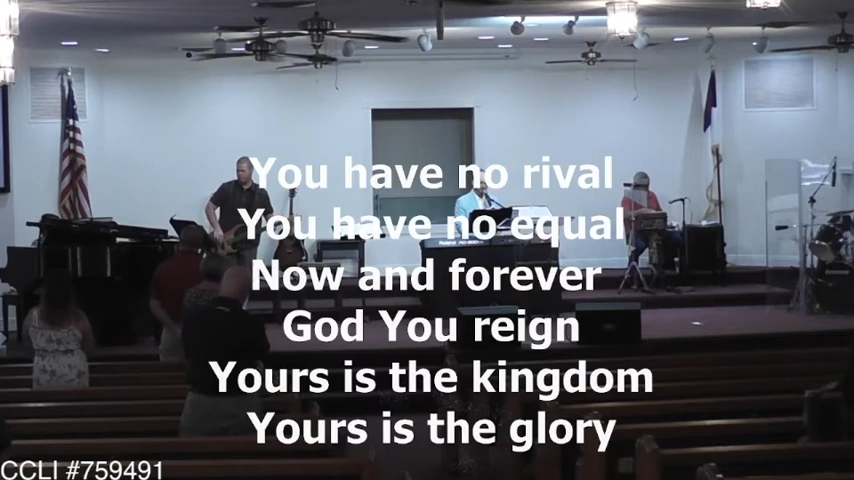 You have no rival
You have no equal
Now and forever
God You reign
Yours is the kingdom
Yours is the glory
CCLI #759491